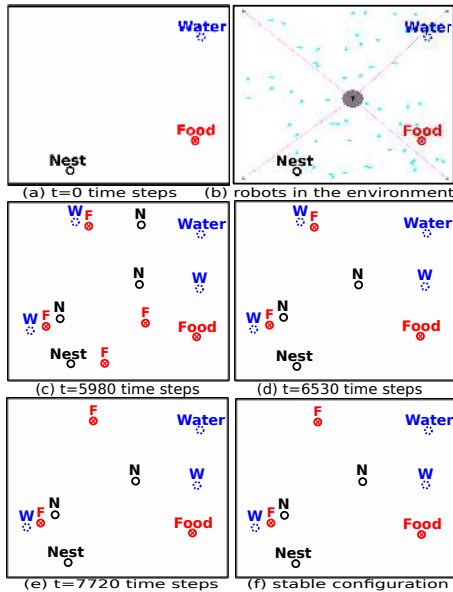 Water Water
Food Food
Nest Nest
(a) t=0 time steps (b) robots in the environment
W F N Water W F Water
N W N W
W F N F W F N
Food Food
Nest F Nest
(c) t=5980 time steps (d) t=6530 time steps
F Water F Water
N W N W
W F N W F N
Food Food
Nest Nest
(e) t=7720 time steps (f) stable configuration